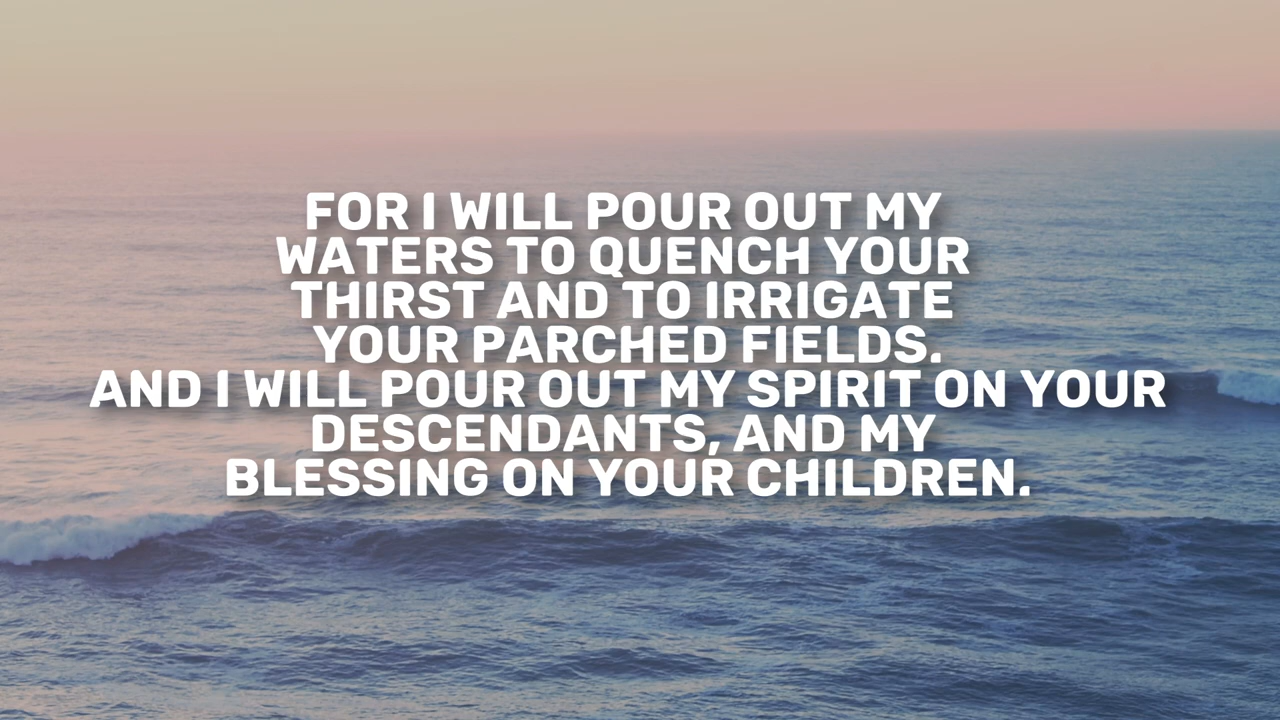 FOR I WILL POUR OUT MY
WATERS TO QUENCH YOUR
THIRST AND TO IRRIGATE
YOUR PARCHED FIELDS.
AND I WILL POUR OUT MY SPIRIT ON YOUR
DESCENDANTS, AND MY
BLESSING ON YOUR CHILDREN.